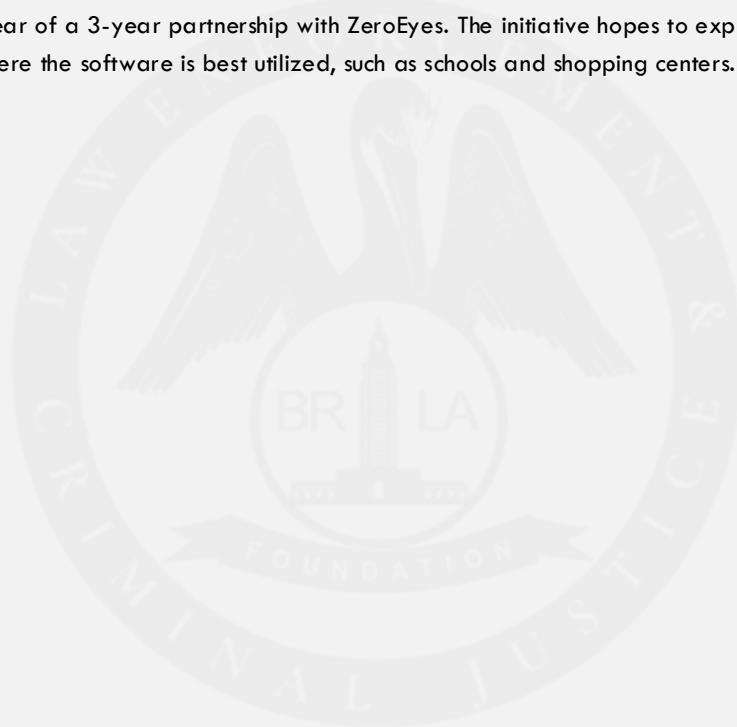 ear of a 3-year partnership with ZeroEyes. The initiative hopes to exp
ere the software is best utilized, such as schools and shopping centers.
LAW ENFORCEMENT & CRIMINAL JUSTICE
BR LA
FOUNDATION